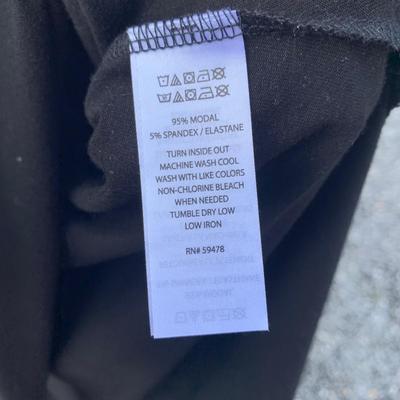 95% MODAL
5% SPANDEX / ELASTANE
TURN INSIDE OUT
MACHINE WASH COOL
WASH WITH LIKE COLORS
NON-CHLORINE BLEACH
WHEN NEEDED
TUMBLE DRY LOW
LOW IRON
RN# 59478